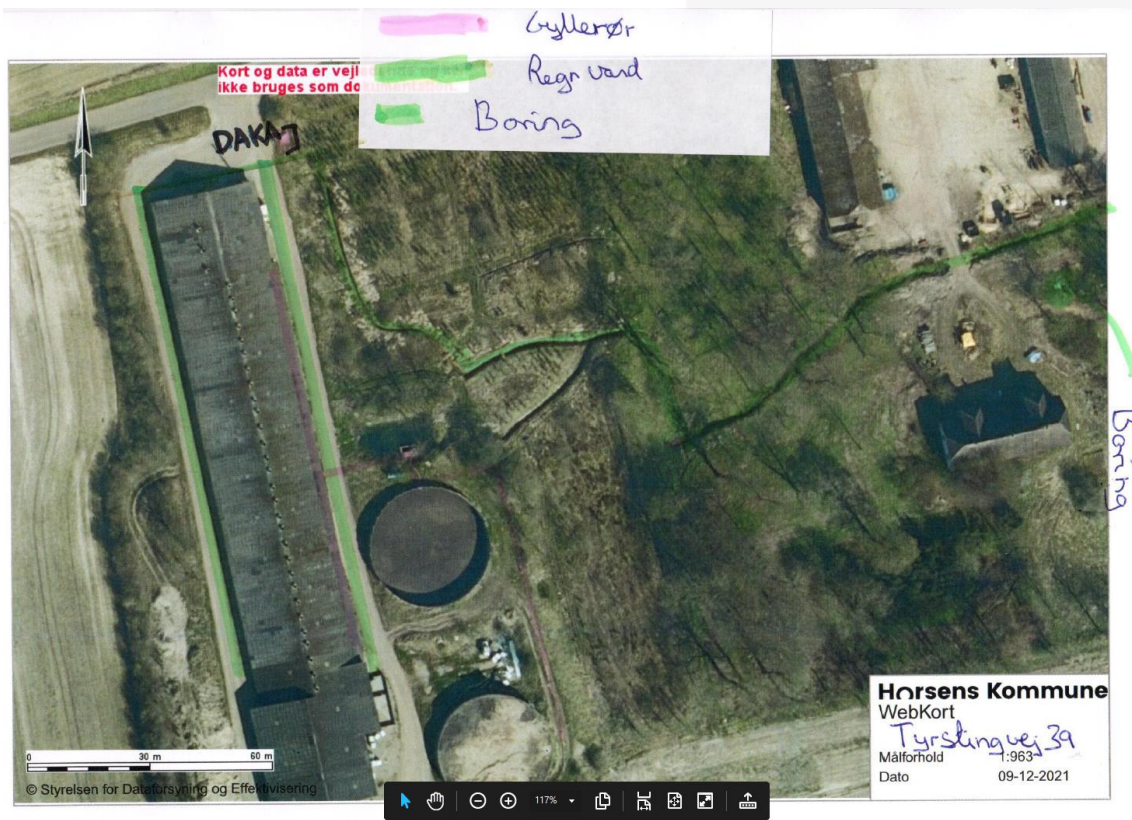 Gyllerør
Regnvand
Boring
Kort og data er vejl
ikke bruges som do
DAKA
Boring
0 30 m 60 m
© Styrelsen for Dataforsyning og Effektivisering
Horsens Kommune
WebKort
Tyrstingvej 39
Målforhold 1:963
Dato 09-12-2021
117%